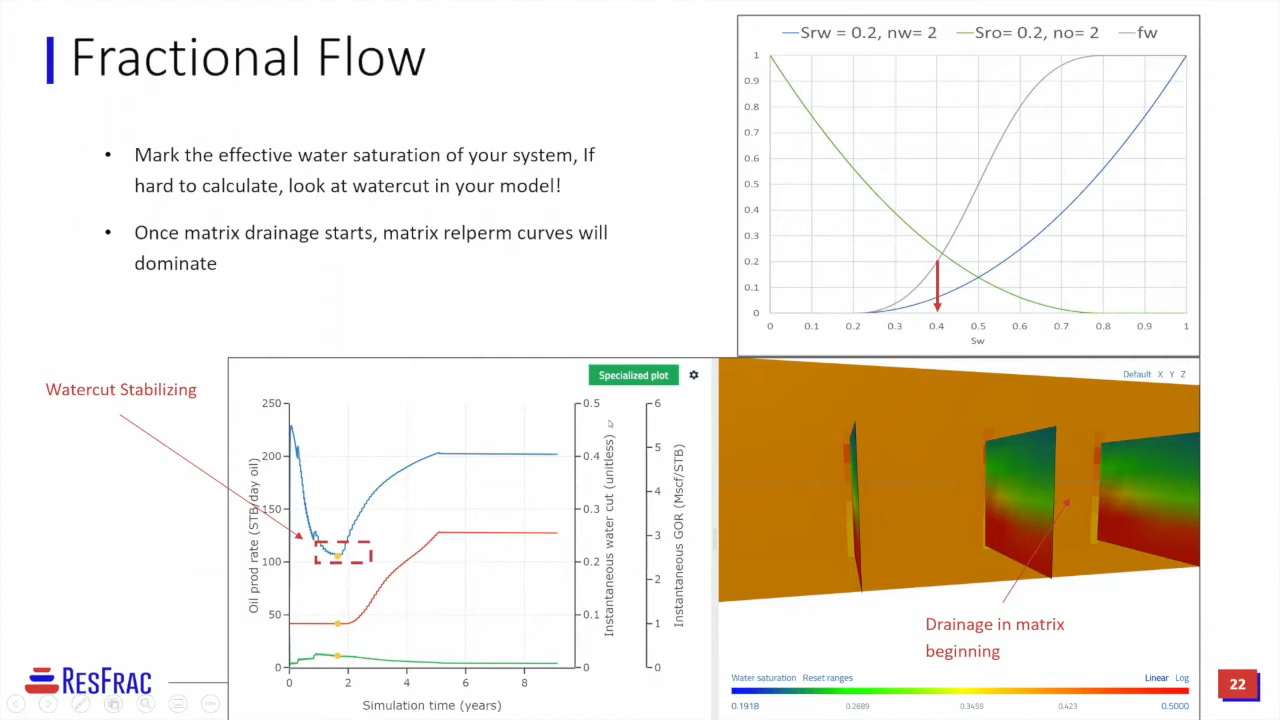 Fractional Flow
Mark the effective water saturation of your system, If
hard to calculate, look at watercut in your model!
Once matrix drainage starts, matrix relperm curves will
dominate
Srw = 0.2, nw= 2
Sro= 0.2, no= 2
fw
1
0.9
0.8
0.7
0.6
0.5
0.4
0.3
0.2
0.1
0
0 0.1 0.2 0.3 0.4 0.5 0.6 0.7 0.8 0.9 1
Sw
Watercut Stabilizing
Specialized plot
250
200
150
100
50
0
Oil prod rate (STB/day oil)
0.5
0.4
0.3
0.2
0.1
0
Instantaneous water cut (unitless)
6
5
4
3
2
1
0
Instantaneous GOR (Mscf/STB)
0 2 4 6 8
Simulation time (years)
Default X Y Z
Drainage in matrix
beginning
Water saturation Reset ranges
Linear Log
0.1918 0.2689 0.3459 0.423 0.5000
RESFRAC
22